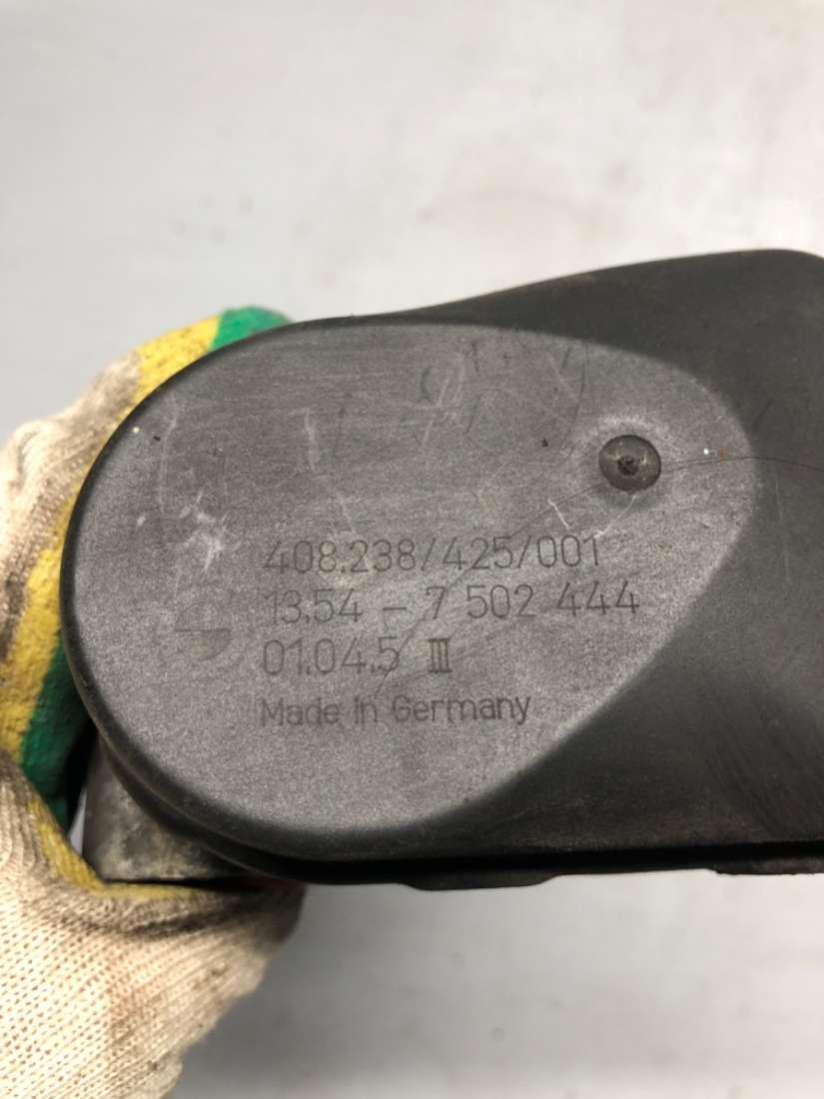 408.238/425/001
13.54 - 7 502 444
01.04.5 III
Made in Germany